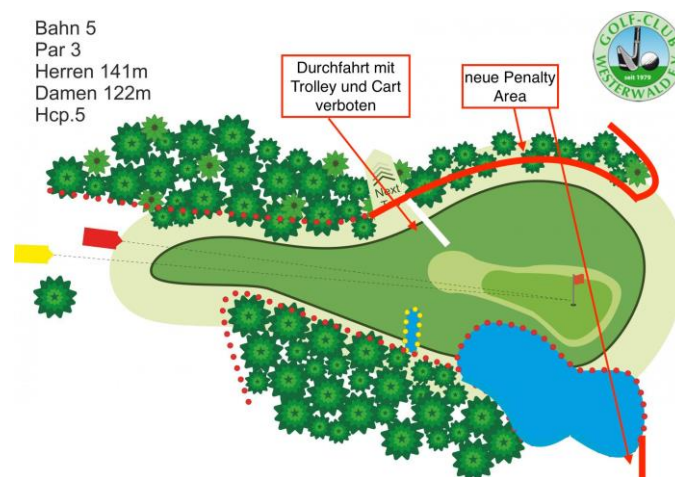 Bahn 5
Par 3
Herren 141m
Damen 122m
Hcp.5
Durchfahrt mit
Trolley und Cart
verboten
neue Penalty
Area
GOLF-CLUB
seit 1979
WESTERWALD E.V.
Next